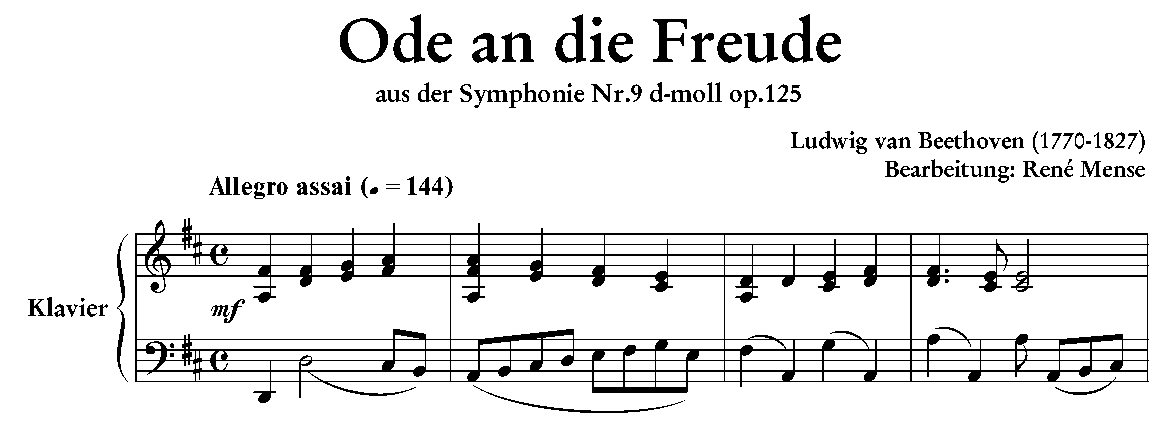 Ode an die Freude
aus der Symphonie Nr.9 d-moll op.125
Ludwig van Beethoven (1770-1827)
Bearbeitung: René Mense
Allegro assai (𝅘𝅥. = 144)
Klavier
mf